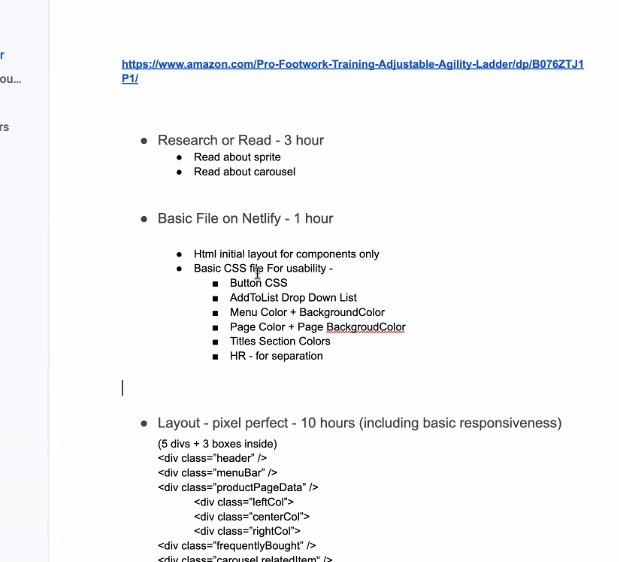 r
ou...
rs
https://www.amazon.com/Pro-Footwork-Training-Adjustable-Agility-Ladder/dp/B076ZTJ1
P1/
● Research or Read - 3 hour
● Read about sprite
● Read about carousel
● Basic File on Netlify - 1 hour
● Html initial layout for components only
● Basic CSS file For usability -
■ Button CSS
■ AddToList Drop Down List
■ Menu Color + BackgroundColor
■ Page Color + Page BackgroudColor
■ Titles Section Colors
■ HR - for separation
● Layout - pixel perfect - 10 hours (including basic responsiveness)
(5 divs + 3 boxes inside)
<div class="header" />
<div class="menuBar" />
<div class="productPageData" />
<div class="leftCol">
<div class="centerCol">
<div class="rightCol">
<div class="frequentlyBought" />
<div class="carousel relatedItem" />